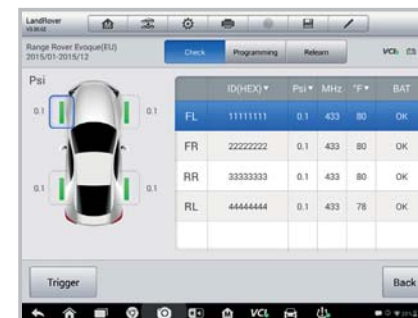 LandRover
V3.30.02
Range Rover Evoque(EU)
2015/01-2015/12
Check Programming Relearn VCI
Psi
0.1 0.1
0.1 0.1
ID(HEX)▼ Psi▼ MHz °F▼ BAT
FL 11111111 0.1 433 80 OK
FR 22222222 0.1 433 80 OK
RR 33333333 0.1 433 80 OK
RL 44444444 0.1 433 78 OK
Trigger Back
VCI